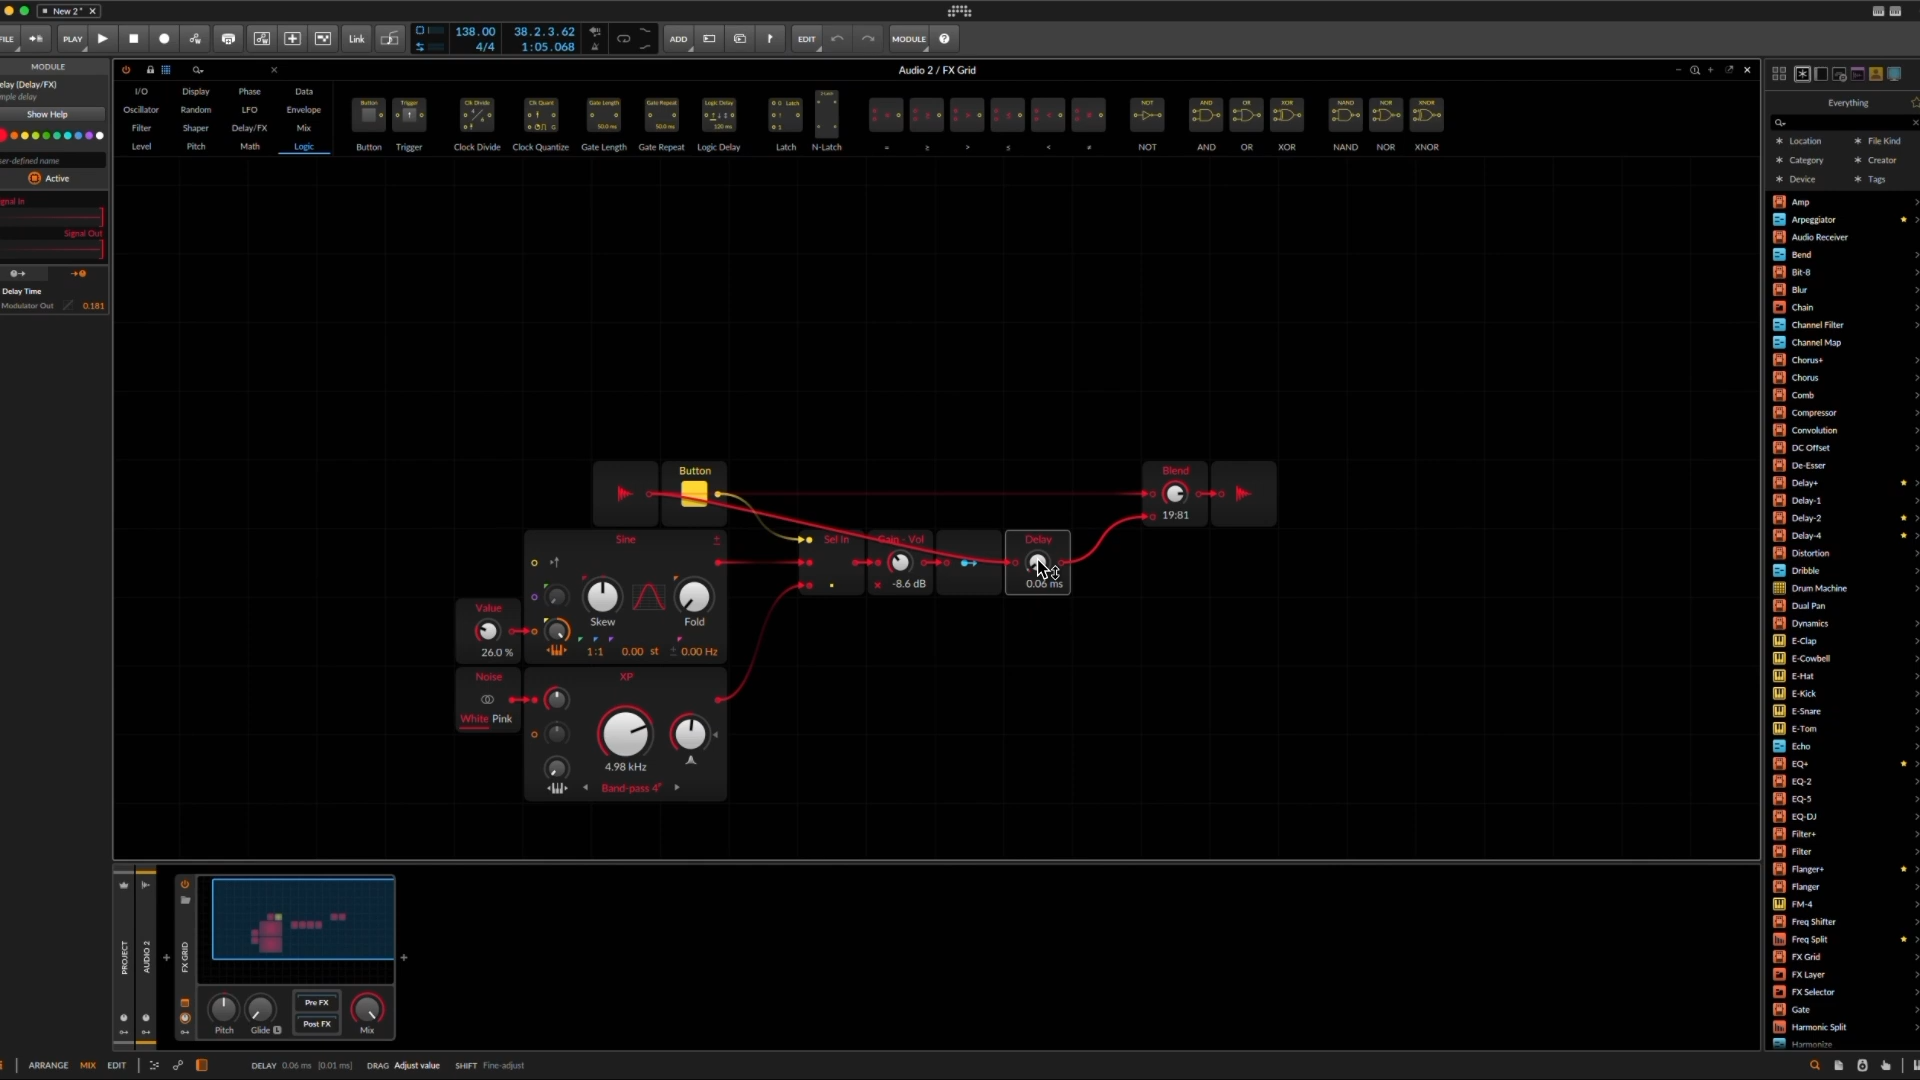 New 2*
FILE
PLAY
Link
138.00
4/4
38.2.3.62
1:05.068
ADD
EDIT
MODULE
MODULE
elay (Delay/FX)
mple delay
Show Help
ser-defined name
Active
gnal In
Signal Out
Delay Time
Modulator Out 0.181
Audio 2 / FX Grid
I/O Display Phase Data
Oscillator Random LFO Envelope
Filter Shaper Delay/FX Mix
Level Pitch Math Logic
Button Trigger Clock Divide Clock Quantize Gate Length Gate Repeat Logic Delay Latch N-Latch = ≥ > ≤ < ≠ NOT AND OR XOR NAND NOR XNOR
Button
Blend
19:81
Sine
Skew
Fold
1:1 0.00 st ± 0.00 Hz
Sel In
Gain - Vol
-8.6 dB
Delay
0.06 ms
Value
26.0 %
Noise
White Pink
XP
4.98 kHz
Band-pass 4
PROJECT
AUDIO 2
FX GRID
Pitch
Glide L
Pre FX
Post FX
Mix
Everything
Location File Kind
Category Creator
Device Tags
Amp
Arpeggiator
Audio Receiver
Bend
Bit-8
Blur
Chain
Channel Filter
Channel Map
Chorus+
Chorus
Comb
Compressor
Convolution
DC Offset
De-Esser
Delay+
Delay-1
Delay-2
Delay-4
Distortion
Dribble
Drum Machine
Dual Pan
Dynamics
E-Clap
E-Cowbell
E-Hat
E-Kick
E-Snare
E-Tom
Echo
EQ+
EQ-2
EQ-5
EQ-DJ
Filter+
Filter
Flanger+
Flanger
FM-4
Freq Shifter
Freq Split
FX Grid
FX Layer
FX Selector
Gate
Harmonic Split
Harmonize
ARRANGE MIX EDIT
DELAY 0.06 ms [0.01 ms] DRAG Adjust value SHIFT Fine-adjust